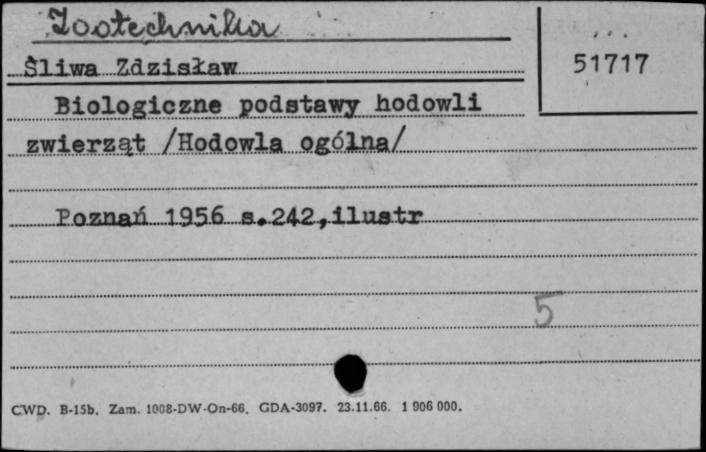 Zootechnika
Śliwa Zdzisław
51717
Biologiczne podstawy hodowli
zwierząt /Hodowla ogólna/
Poznań 1956 s.242,ilustr
5
CWD. B-15b. Zam. 1008-DW-On-66. GDA-3097. 23.11.66. 1 906 000.